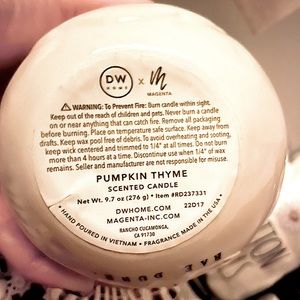 DW
HOME
x
m
MAGENTA
⚠ WARNING: To Prevent Fire: Burn candle within sight.
Keep out of the reach of children and pets. Never burn a candle
on or near anything that can catch fire. Remove all packaging
before burning. Place on temperature safe surface. Keep away from
drafts. Keep wax pool free of debris. To avoid overheating and sooting,
keep wick centered and trimmed to 1/4" at all times. Do not burn
more than 4 hours at a time. Discontinue use when 1/4" of wax
remains. Seller and manufacturer are not responsible for misuse.
PUMPKIN THYME
SCENTED CANDLE
Net Wt. 9.7 oz (276 g) • Item #RD237331
DWHOME.COM 22D17
MAGENTA-INC.COM
RANCHO CUCAMONGA,
CA 91730
HAND POURED IN VIETNAM • FRAGRANCE MADE IN THE USA
RAE DUNN